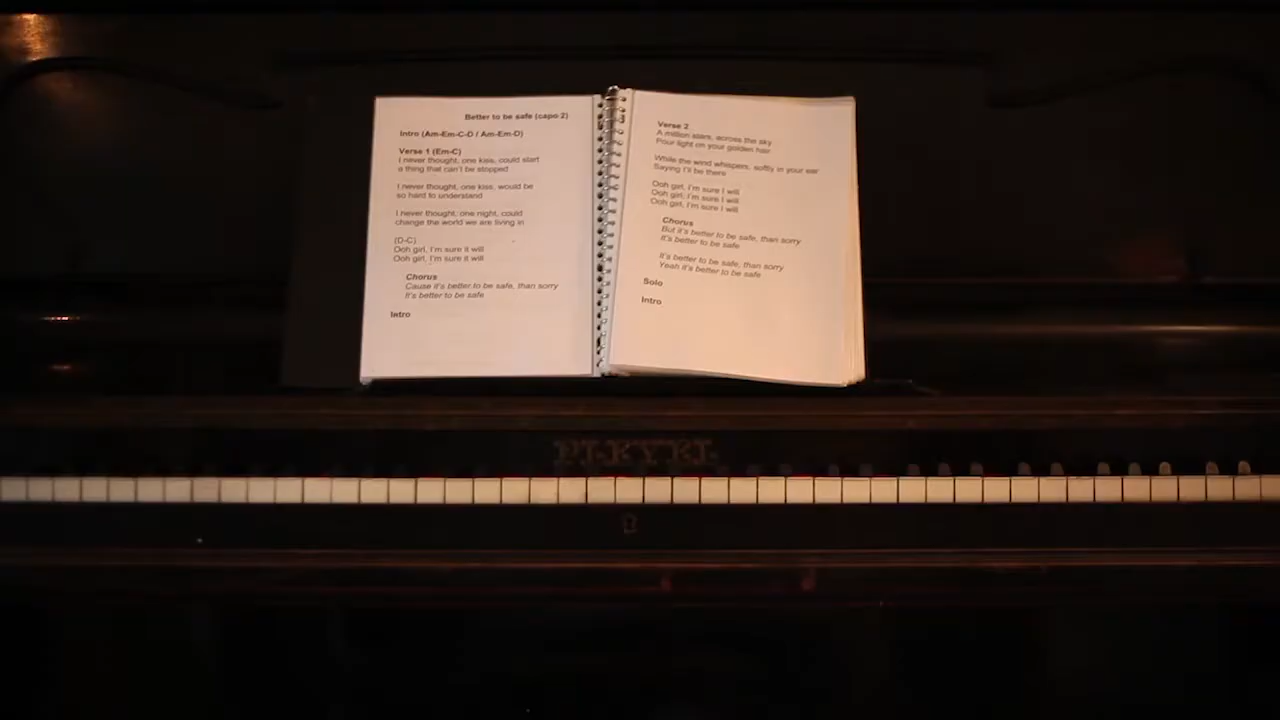 Better to be safe (capo 2)
Intro (Am-Em-C-D / Am-Em-D)
Verse 1 (Em-C)
I never thought, one kiss, could start
a thing that can't be stopped
I never thought, one kiss, would be
so hard to understand
I never thought, one night, could
change the world we are living in
(D-C)
Ooh girl, I'm sure it will
Ooh girl, I'm sure it will
Chorus
Cause it's better to be safe, than sorry
It's better to be safe
Intro
Verse 2
A million stars, across the sky
Pour light on your golden hair
While the wind whispers, softly in your ear
Saying I'll be there
Ooh girl, I'm sure I will
Ooh girl, I'm sure I will
Ooh girl, I'm sure I will
Chorus
But it's better to be safe, than sorry
It's better to be safe
It's better to be safe, than sorry
Yeah it's better to be safe
Solo
Intro
PLEYEL